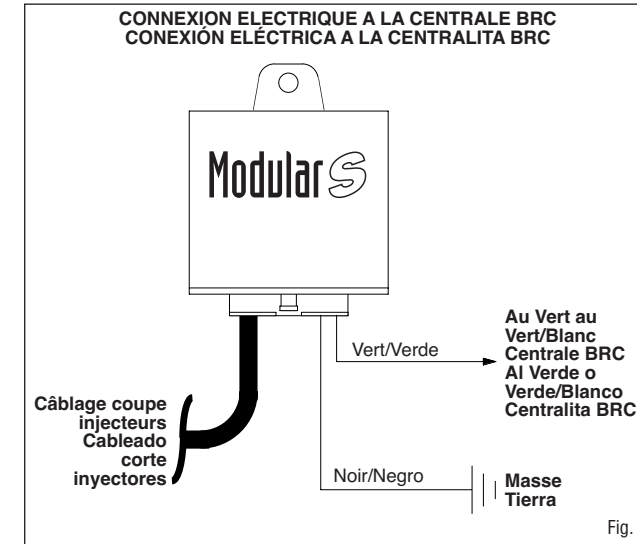 CONNEXION ELECTRIQUE A LA CENTRALE BRC
CONEXIÓN ELÉCTRICA A LA CENTRALITA BRC
Modular S
Vert/Verde
Au Vert au
Vert/Blanc
Centrale BRC
Al Verde o
Verde/Blanco
Centralita BRC
Câblage coupe
injecteurs
Cableado
corte
inyectores
Noir/Negro
Masse
Tierra
Fig.